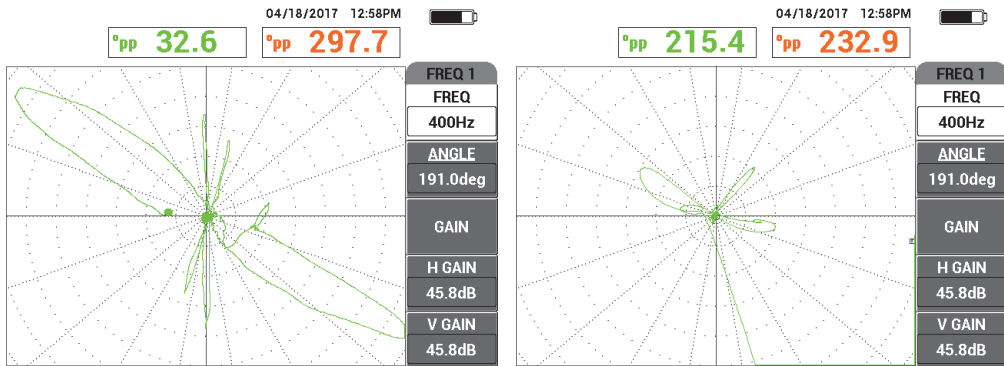 04/18/2017 12:58PM
°pp 32.6 °pp 297.7
FREQ 1
FREQ
400Hz
ANGLE
191.0deg
GAIN
H GAIN
45.8dB
V GAIN
45.8dB
04/18/2017 12:58PM
°pp 215.4 °pp 232.9
FREQ 1
FREQ
400Hz
ANGLE
191.0deg
GAIN
H GAIN
45.8dB
V GAIN
45.8dB